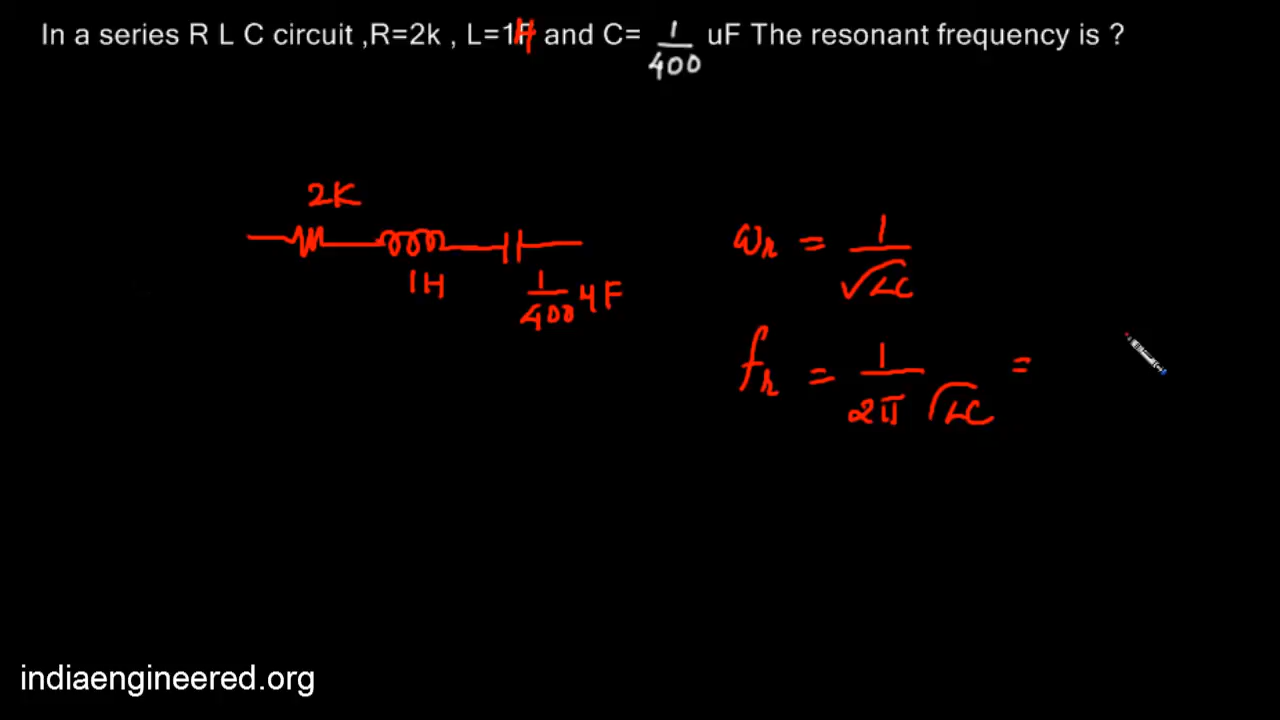 In a series R L C circuit ,R=2k , L=1H and C= 1/400 uF The resonant frequency is ?
2K
1H
1/400 μF
ωr = 1/√LC
fr = 1/2π √LC =
indiaengineered.org